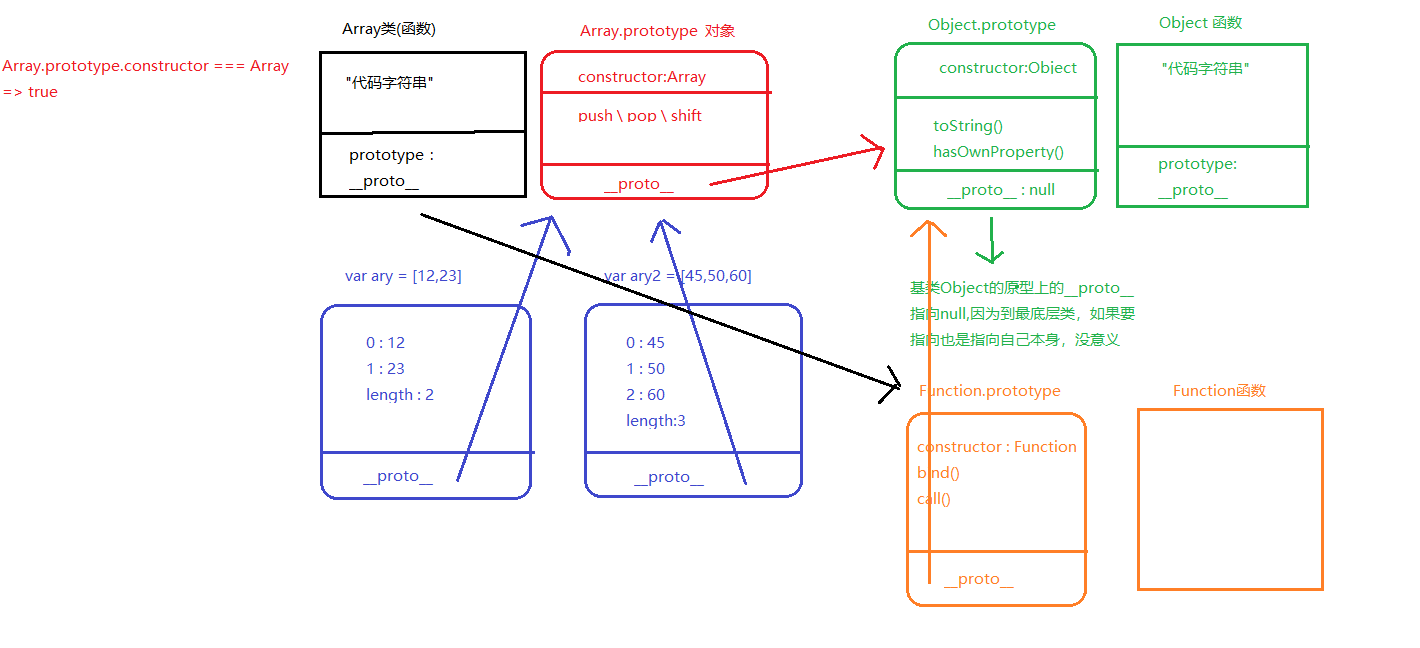 Array.prototype.constructor === Array
=> true
Array类(函数)
"代码字符串"
prototype :
__proto__
Array.prototype 对象
constructor:Array
push \ pop \ shift
__proto__
Object.prototype
constructor:Object
toString()
hasOwnProperty()
__proto__ : null
Object 函数
"代码字符串"
prototype:
__proto__
var ary = [12,23]
0 : 12
1 : 23
length : 2
__proto__
var ary2 = [45,50,60]
0 : 45
1 : 50
2 : 60
length:3
__proto__
基类Object的原型上的__proto__
指向null,因为到最底层类，如果要
指向也是指向自己本身，没意义
Function.prototype
constructor : Function
bind()
call()
__proto__
Function函数